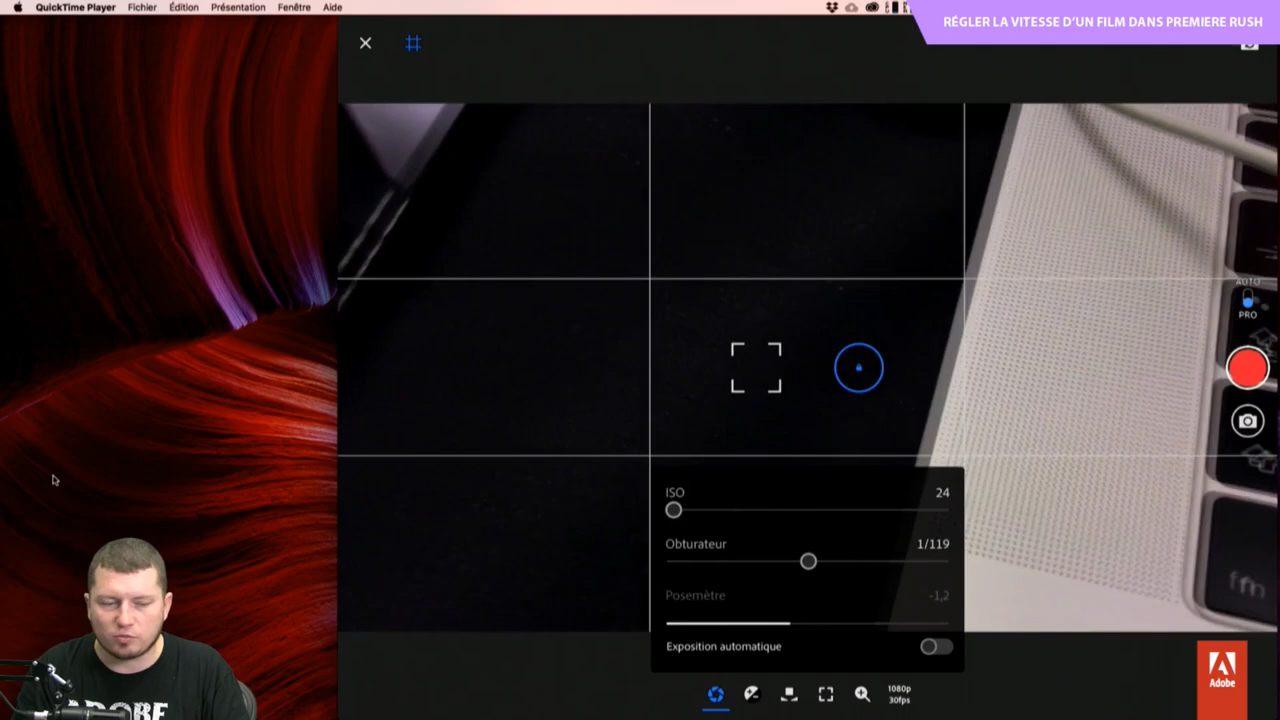 QuickTime Player Fichier Édition Présentation Fenêtre Aide
RÉGLER LA VITESSE D'UN FILM DANS PREMIERE RUSH
AUTO
PRO
ISO 24
Obturateur 1/119
Posemètre -1,2
Exposition automatique
1080p
30fps
Adobe
ADOBE